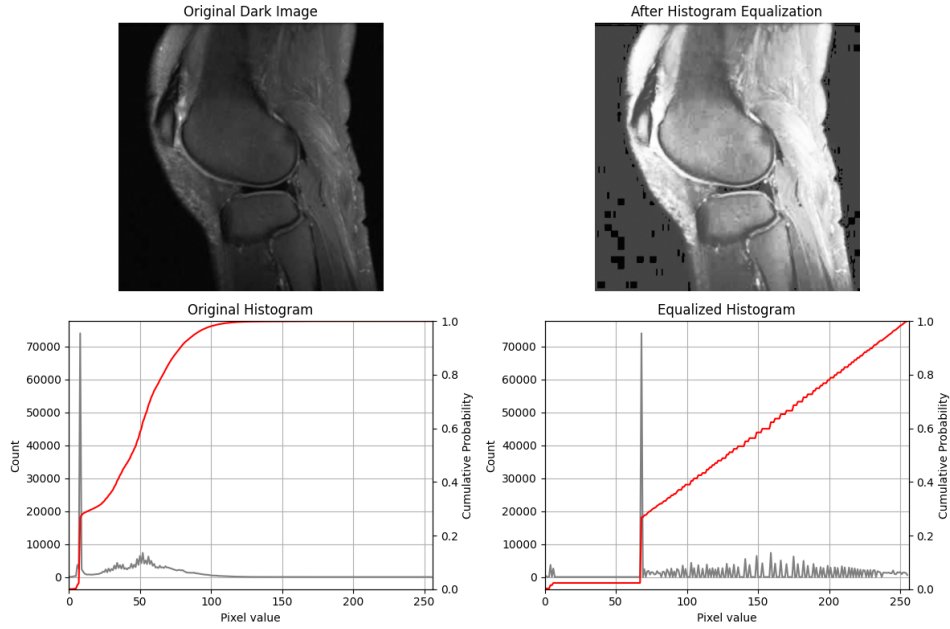 Original Dark Image
After Histogram Equalization
Original Histogram
70000
60000
50000
40000
30000
20000
10000
0
Count
1.0
0.8
0.6
0.4
0.2
0.0
Cumulative Probability
0 50 100 150 200 250
Pixel value
Equalized Histogram
70000
60000
50000
40000
30000
20000
10000
0
Count
1.0
0.8
0.6
0.4
0.2
0.0
Cumulative Probability
0 50 100 150 200 250
Pixel value